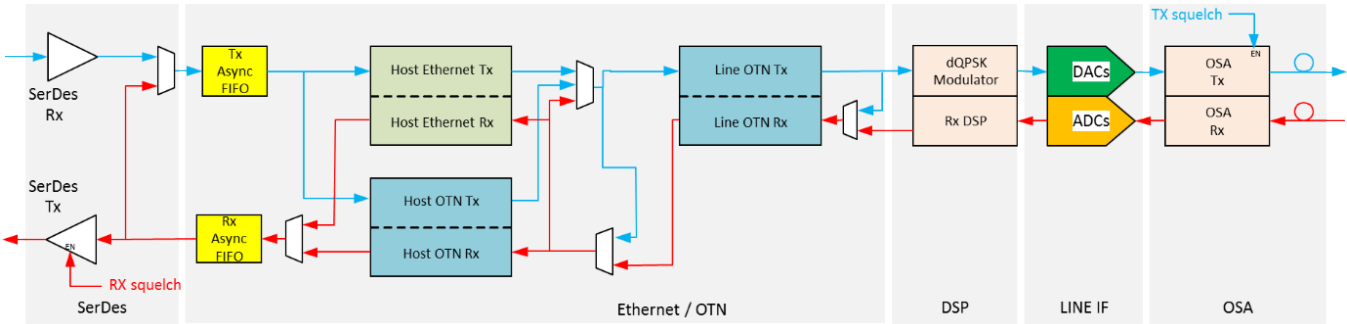 TX squelch
SerDes
Rx
Tx
Async
FIFO
Host Ethernet Tx
Host Ethernet Rx
Line OTN Tx
Line OTN Rx
dQPSK
Modulator
Rx DSP
DACs
ADCs
EN
OSA
Tx
OSA
Rx
SerDes
Tx
EN
RX squelch
Rx
Async
FIFO
Host OTN Tx
Host OTN Rx
SerDes
Ethernet / OTN
DSP
LINE IF
OSA